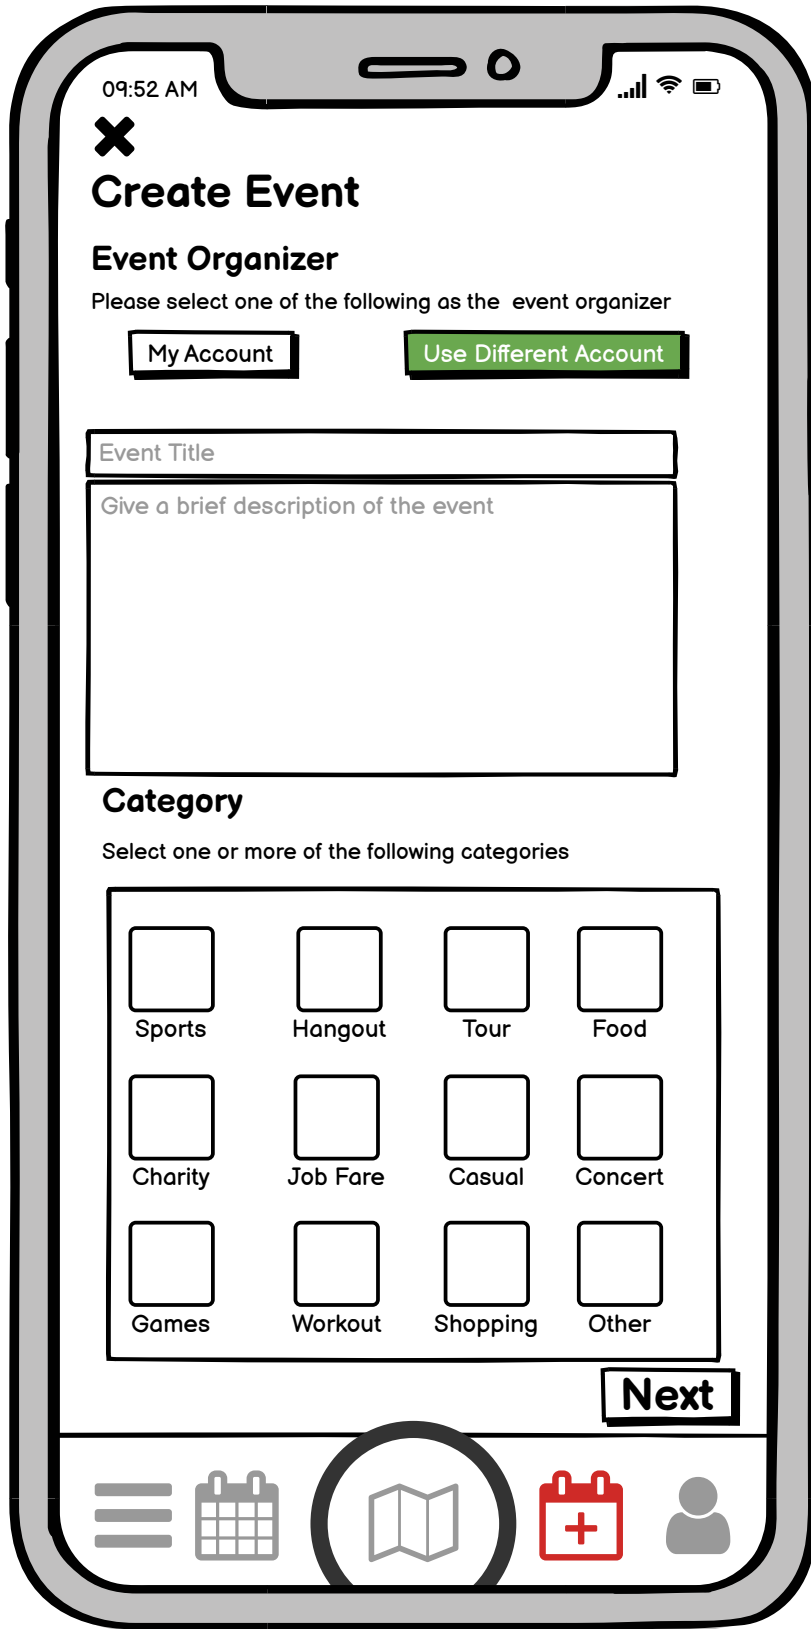 09:52 AM
Create Event
Event Organizer
Please select one of the following as the event organizer
My Account Use Different Account
Event Title
Give a brief description of the event
Category
Select one or more of the following categories
Sports Hangout Tour Food
Charity Job Fare Casual Concert
Games Workout Shopping Other
Next